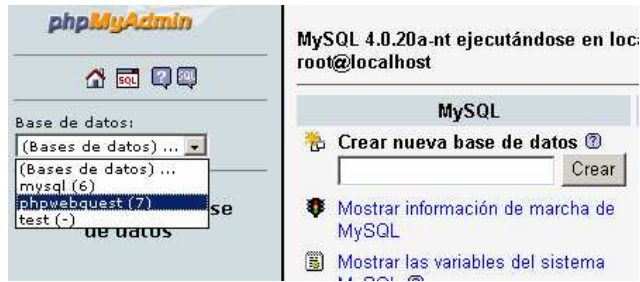 phpMyAdmin
SQL ? SQL
Base de datos:
(Bases de datos) ...
(Bases de datos) ...
mysql (6)
phpwebquest (7)
test (-)
se
de datos
MySQL 4.0.20a-nt ejecutándose en loca
root@localhost
MySQL
Crear nueva base de datos ?
Crear
Mostrar información de marcha de
MySQL
Mostrar las variables del sistema